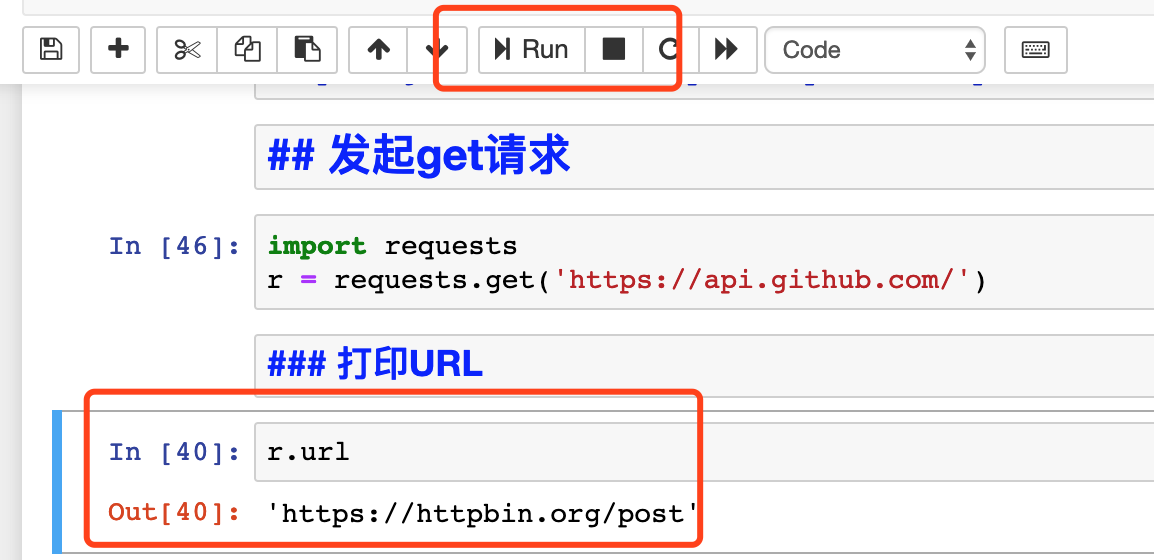 Run
Code
## 发起get请求
In [46]:
import requests
r = requests.get('https://api.github.com/')
### 打印URL
In [40]:
r.url
Out[40]:
'https://httpbin.org/post'